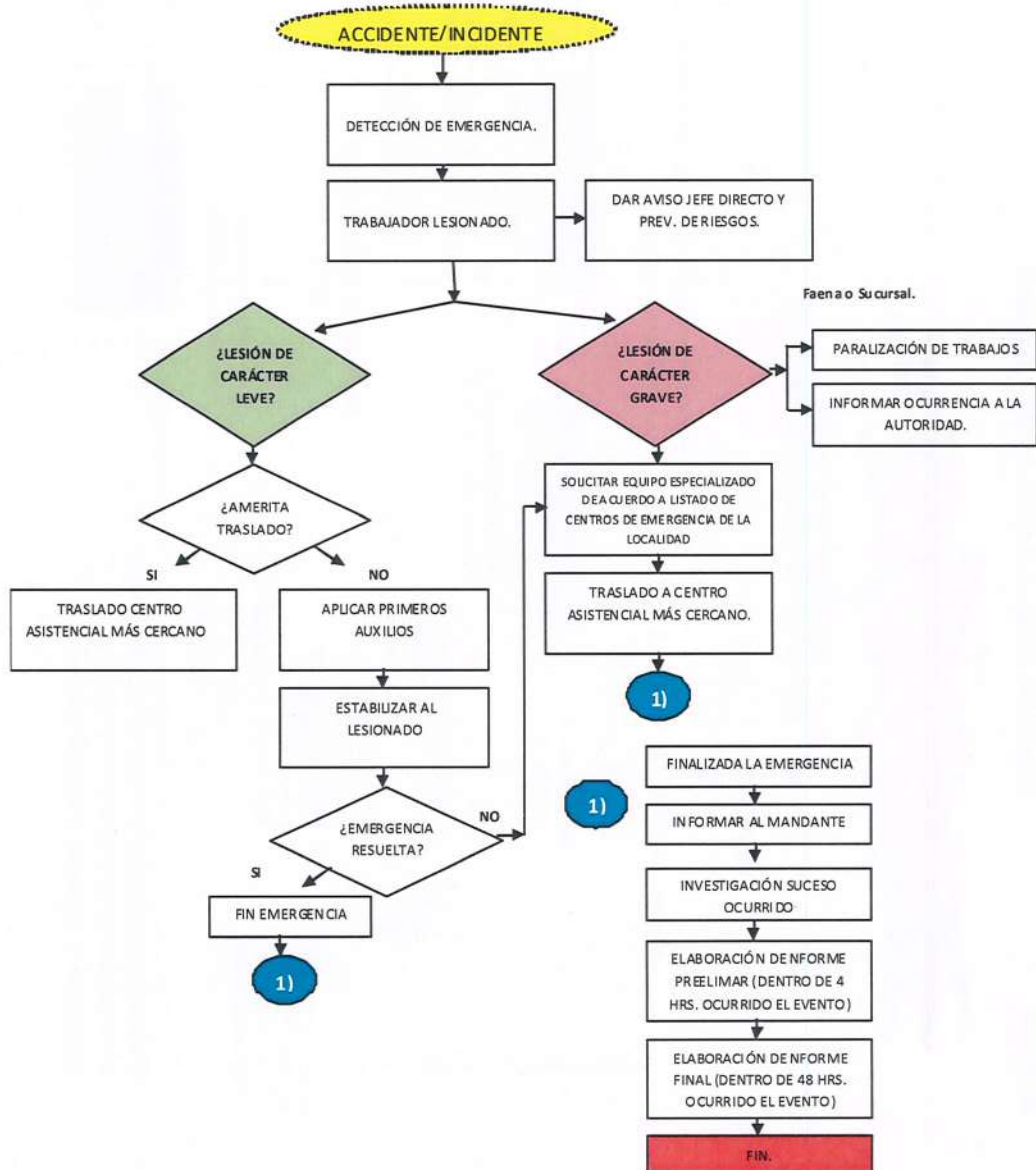 ACCIDENTE/INCIDENTE
DETECCIÓN DE EMERGENCIA.
TRABAJADOR LESIONADO.
DAR AVISO JEFE DIRECTO Y
PREV. DE RIESGOS.
Faena o Sucursal.
¿LESIÓN DE
CARÁCTER
LEVE?
¿LESIÓN DE
CARÁCTER
GRAVE?
PARALIZACIÓN DE TRABAJOS
INFORMAR OCURRENCIA A LA
AUTORIDAD.
¿AMERITA
TRASLADO?
SI
NO
TRASLADO CENTRO
ASISTENCIAL MÁS CERCANO
APLICAR PRIMEROS
AUXILIOS
ESTABILIZAR AL
LESIONADO
¿EMERGENCIA
RESUELTA?
NO
SI
FIN EMERGENCIA
1)
SOLICITAR EQUIPO ESPECIALIZADO
DE ACUERDO A LISTADO DE
CENTROS DE EMERGENCIA DE LA
LOCALIDAD
TRASLADO A CENTRO
ASISTENCIAL MÁS CERCANO.
1)
1)
FINALIZADA LA EMERGENCIA
INFORMAR AL MANDANTE
INVESTIGACIÓN SUCESO
OCURRIDO
ELABORACIÓN DE NFORME
PREELIMAR (DENTRO DE 4
HRS. OCURRIDO EL EVENTO)
ELABORACIÓN DE NFORME
FINAL (DENTRO DE 48 HRS.
OCURRIDO EL EVENTO)
FIN.